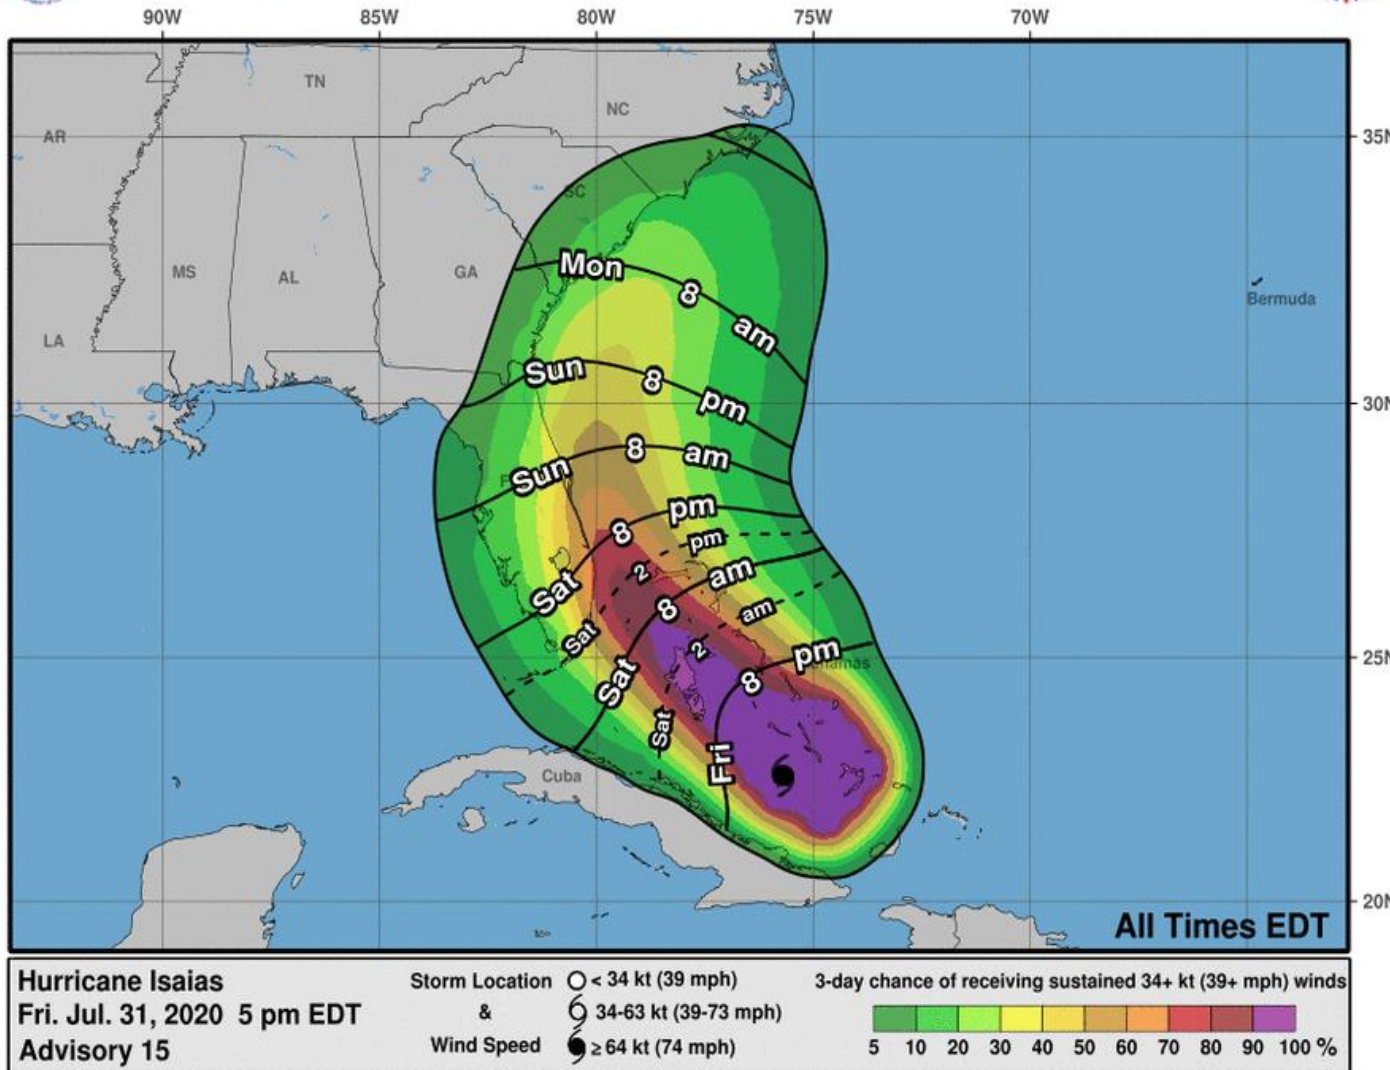 90W 85W 80W 75W 70W
TN
NC
AR
35N
SC
MS
AL
GA
Mon 8 am
Bermuda
LA
Sun 8 pm
30N
Sun 8 am
Sat 8 pm
Sat 2 pm
Sat 8 am
Sat 2 am
Fri 8 pm
25N
Bahamas
Cuba
20N
All Times EDT
Hurricane Isaias
Fri. Jul. 31, 2020 5 pm EDT
Advisory 15
Storm Location
&
Wind Speed
< 34 kt (39 mph)
34-63 kt (39-73 mph)
≥ 64 kt (74 mph)
3-day chance of receiving sustained 34+ kt (39+ mph) winds
5 10 20 30 40 50 60 70 80 90 100 %